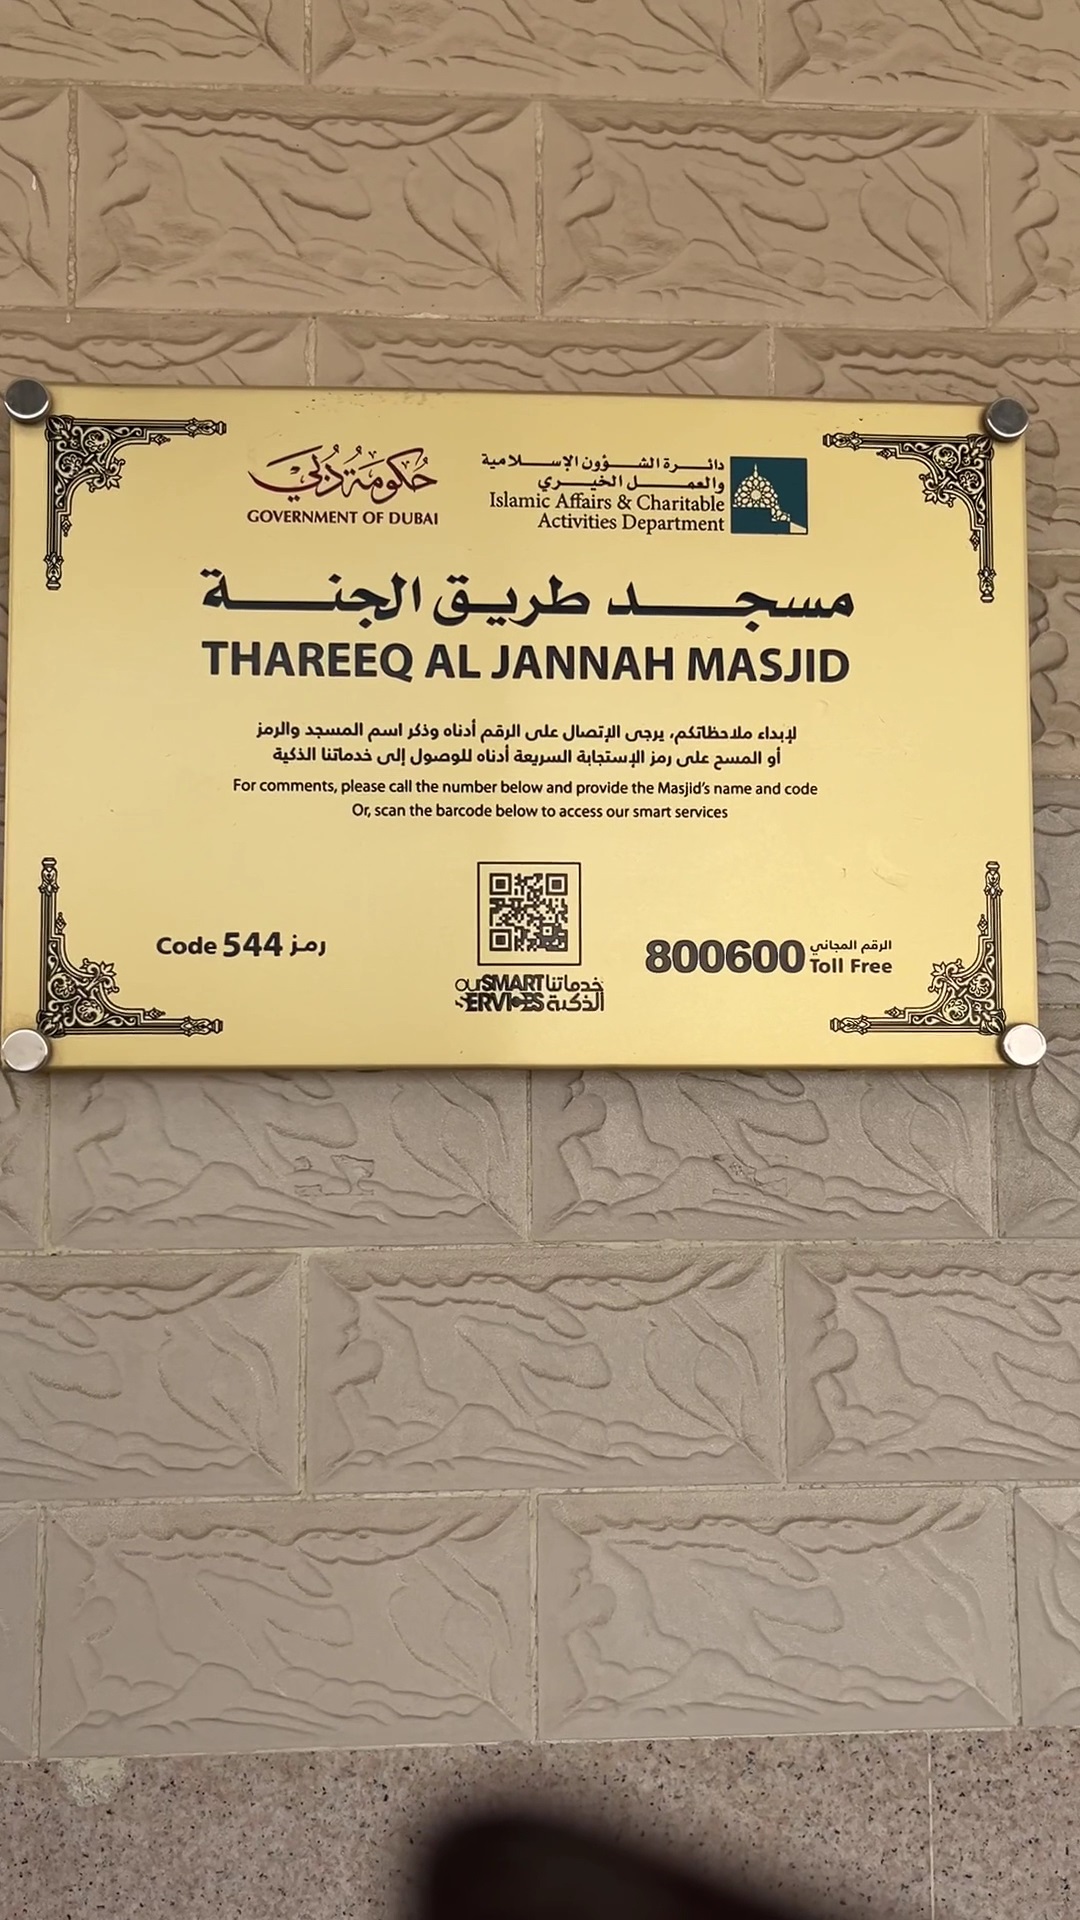 حكومة دبي
GOVERNMENT OF DUBAI
دائرة الشؤون الإسلامية
والعمل الخيري
Islamic Affairs & Charitable
Activities Department
مسجد طريق الجنة
THAREEQ AL JANNAH MASJID
لإبداء ملاحظاتكم، يرجى الإتصال على الرقم أدناه وذكر اسم المسجد والرمز
أو المسح على رمز الإستجابة السريعة أدناه للوصول إلى خدماتنا الذكية
For comments, please call the number below and provide the Masjid's name and code
Or, scan the barcode below to access our smart services
Code 544 رمز
ourSMART خدماتنا
SERVICES الذكية
800600 الرقم المجاني
Toll Free